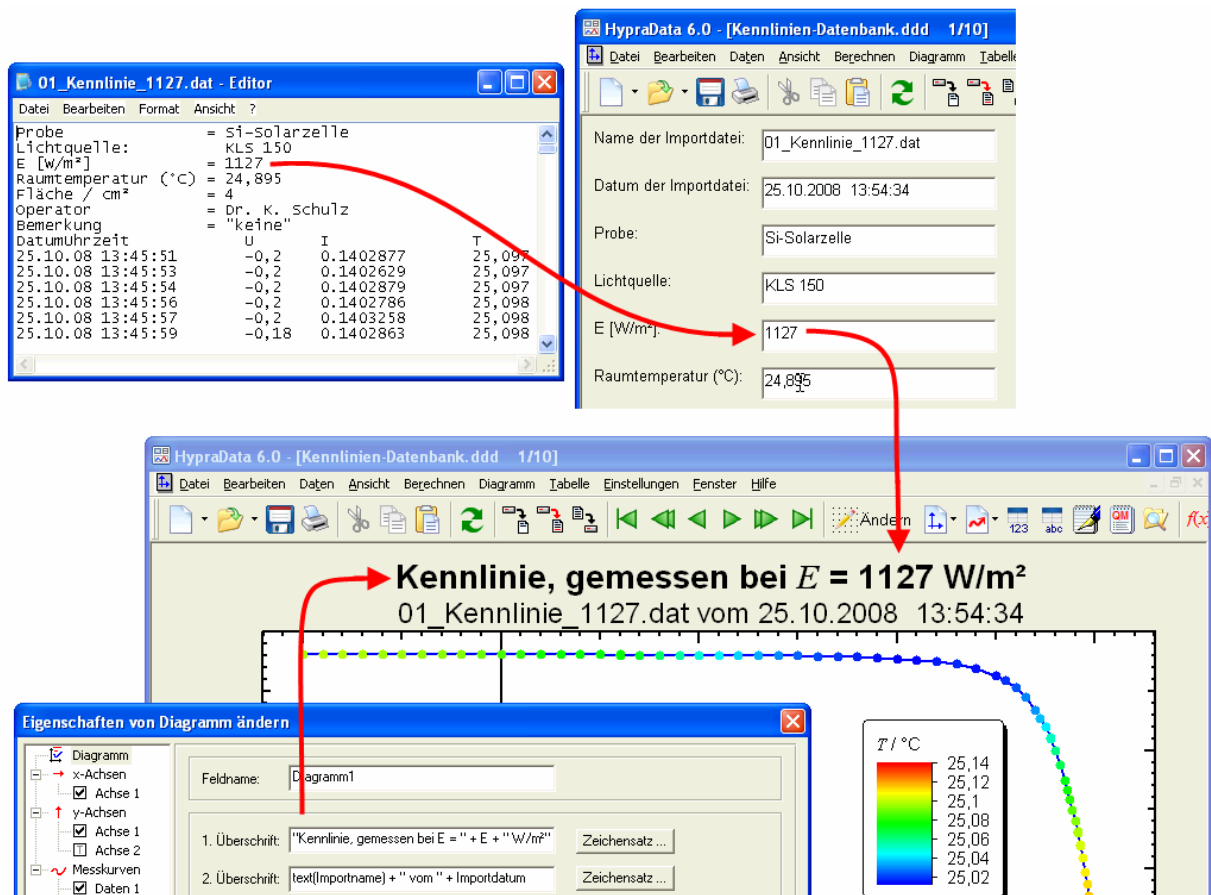 01_Kennlinie_1127.dat - Editor
Datei Bearbeiten Format Ansicht ?
Probe = Si-Solarzelle
Lichtquelle: KLS 150
E [W/m²] = 1127
Raumtemperatur (°C) = 24,895
Fläche / cm² = 4
Operator = Dr. K. Schulz
Bemerkung = "keine"
DatumUhrzeit U I T
25.10.08 13:45:51 -0,2 0.1402877 25,097
25.10.08 13:45:53 -0,2 0.1402629 25,097
25.10.08 13:45:54 -0,2 0.1402879 25,097
25.10.08 13:45:56 -0,2 0.1402786 25,098
25.10.08 13:45:57 -0,2 0.1403258 25,098
25.10.08 13:45:59 -0,18 0.1402863 25,098
HypraData 6.0 - [Kennlinien-Datenbank.ddd 1/10]
Datei Bearbeiten Daten Ansicht Berechnen Diagramm Tabelle
Name der Importdatei: 01_Kennlinie_1127.dat
Datum der Importdatei: 25.10.2008 13:54:34
Probe: Si-Solarzelle
Lichtquelle: KLS 150
E [W/m²]: 1127
Raumtemperatur (°C): 24,895
HypraData 6.0 - [Kennlinien-Datenbank.ddd 1/10]
Datei Bearbeiten Daten Ansicht Berechnen Diagramm Tabelle Einstellungen Fenster Hilfe
Ändern 123 abc QM f(x)
Kennlinie, gemessen bei E = 1127 W/m²
01_Kennlinie_1127.dat vom 25.10.2008 13:54:34
T / °C
25,14
25,12
25,1
25,08
25,06
25,04
25,02
Eigenschaften von Diagramm ändern
Diagramm
x-Achsen
Achse 1
y-Achsen
Achse 1
Achse 2
Messkurven
Daten 1
Feldname: Diagramm1
1. Überschrift: "Kennlinie, gemessen bei E = " + E + " W/m²" Zeichensatz ...
2. Überschrift: text(Importname) + " vom " + Importdatum Zeichensatz ...